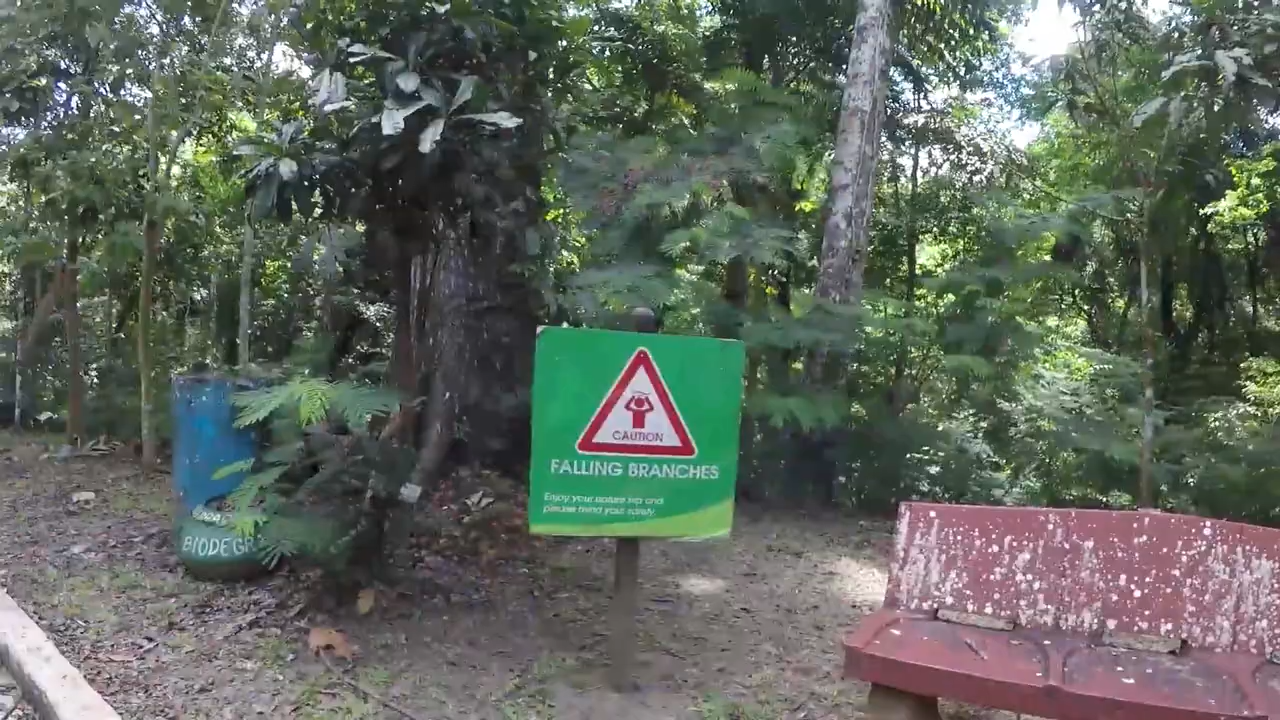 CAUTION
FALLING BRANCHES
Enjoy your nature trip and
please mind your safety.
BIODEGR